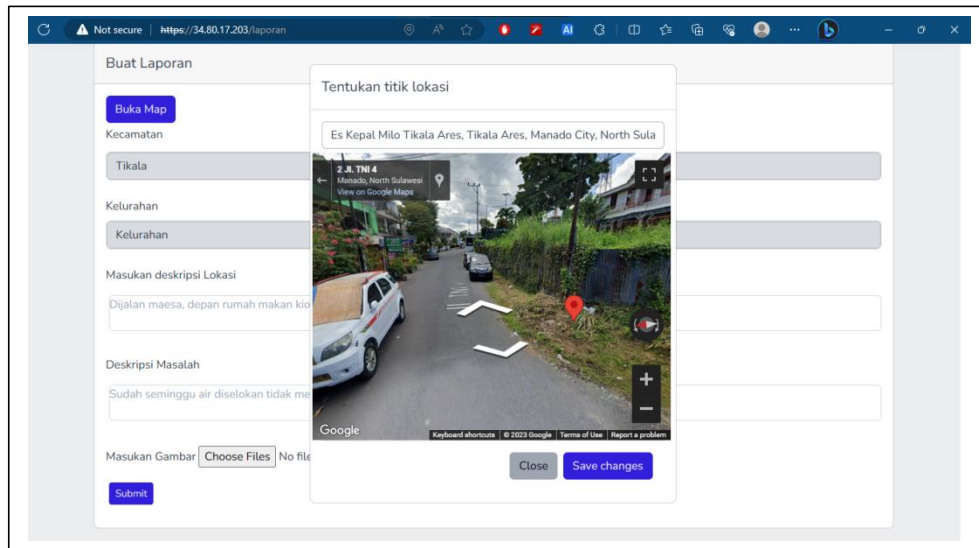 Not secure | https://34.80.17.203/laporan
Buat Laporan
Tentukan titik lokasi
Buka Map
Kecamatan
Es Kepal Milo Tikala Ares, Tikala Ares, Manado City, North Sula
Tikala
2 Jl. TNI 4
Manado, North Sulawesi
View on Google Maps
Kelurahan
Kelurahan
Masukan deskripsi Lokasi
Dijalan maesa, depan rumah makan kio
Jl. TNI
Deskripsi Masalah
Sudah seminggu air diselokan tidak me
Google
Keyboard shortcuts
© 2023 Google
Terms of Use
Report a problem
Masukan Gambar Choose Files No file
Close
Save changes
Submit